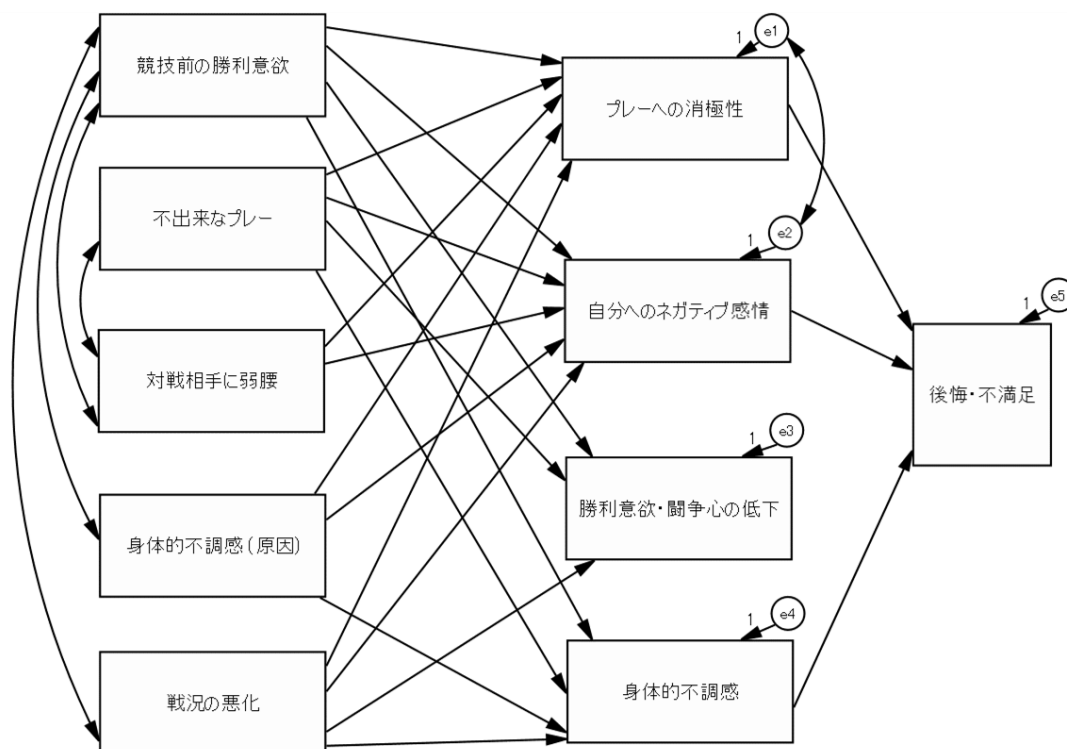 競技前の勝利意欲
不出来なプレー
対戦相手に弱腰
身体的不調感(原因)
戦況の悪化
1
e1
プレーへの消極性
1
e2
自分へのネガティブ感情
1
e3
勝利意欲・闘争心の低下
1
e4
身体的不調感
1
e5
後悔・不満足